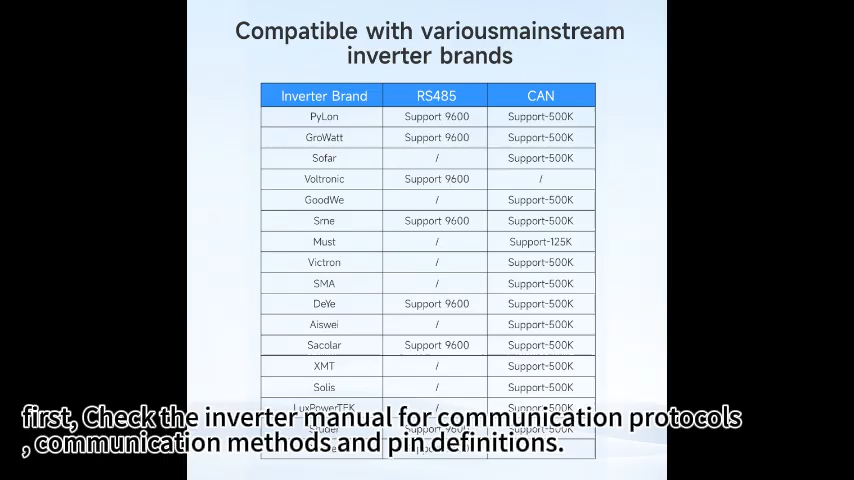 Compatible with variousmainstream
inverter brands
Inverter Brand RS485 CAN
PyLon Support 9600 Support-500K
GroWatt Support 9600 Support-500K
Sofar / Support-500K
Voltronic Support 9600 /
GoodWe / Support-500K
Srne Support 9600 Support-500K
Must / Support-125K
Victron / Support-500K
SMA / Support-500K
DeYe Support 9600 Support-500K
Aiswei / Support-500K
Sacolar Support 9600 Support-500K
XMT / Support-500K
Solis / Support-500K
LuxPowerTEK
first, Check the inverter manual for communication protocols
, communication methods and pin definitions.